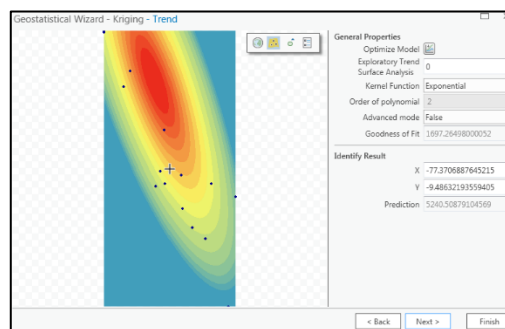 Geostatistical Wizard - Kriging - Trend
General Properties
Optimize Model
Exploratory Trend Surface Analysis 0
Kernel Function Exponential
Order of polynomial 2
Advanced mode False
Goodness of Fit 1697.26498000052
Identify Result
X -77.3706887645215
Y -9.48632193559405
Prediction 5240.50879104569
< Back Next > Finish